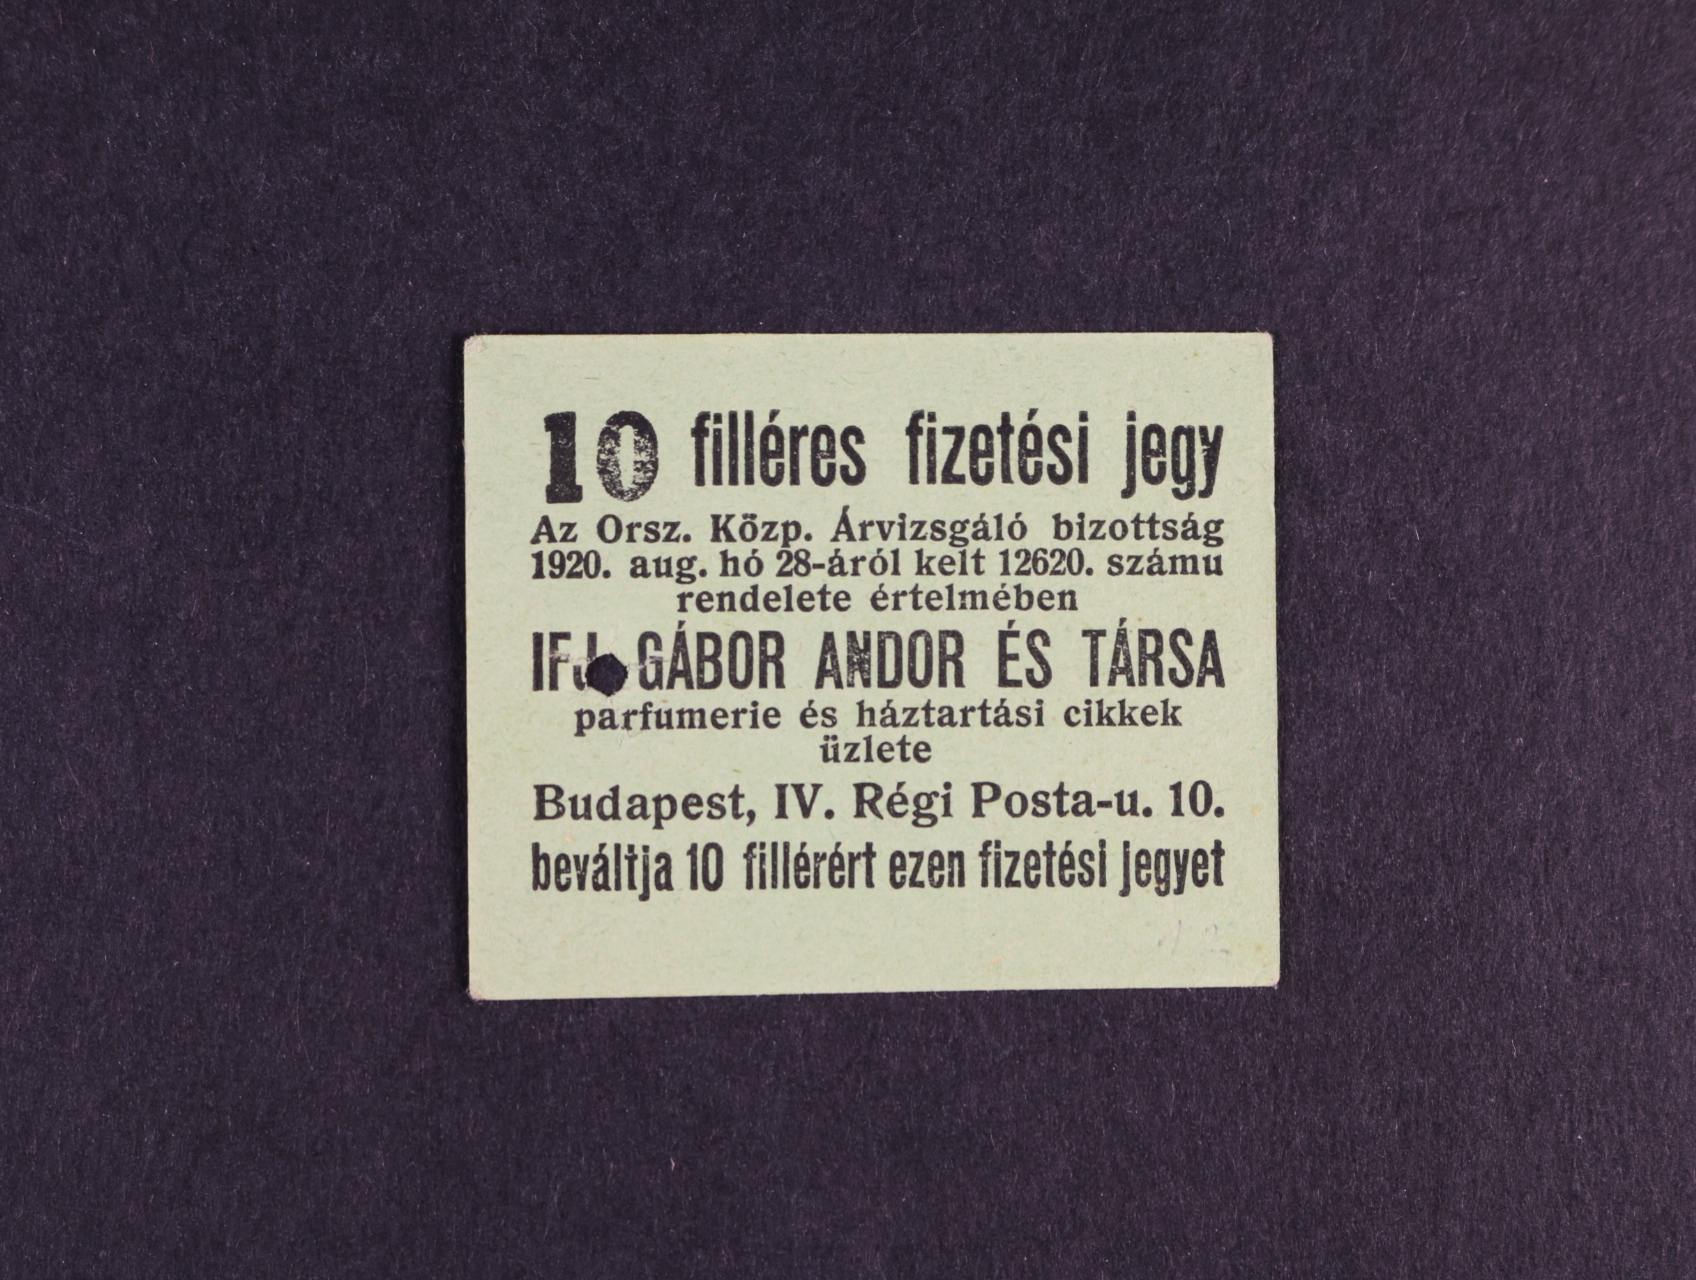 10 filléres fizetési jegy
Az Orsz. Közp. Árvizsgáló bizottság
1920. aug. hó 28-áról kelt 12620. számu
rendelete értelmében
IFJ. GÁBOR ANDOR ÉS TÁRSA
parfumerie és háztartási cikkek
üzlete
Budapest, IV. Régi Posta-u. 10.
beváltja 10 fillérért ezen fizetési jegyet